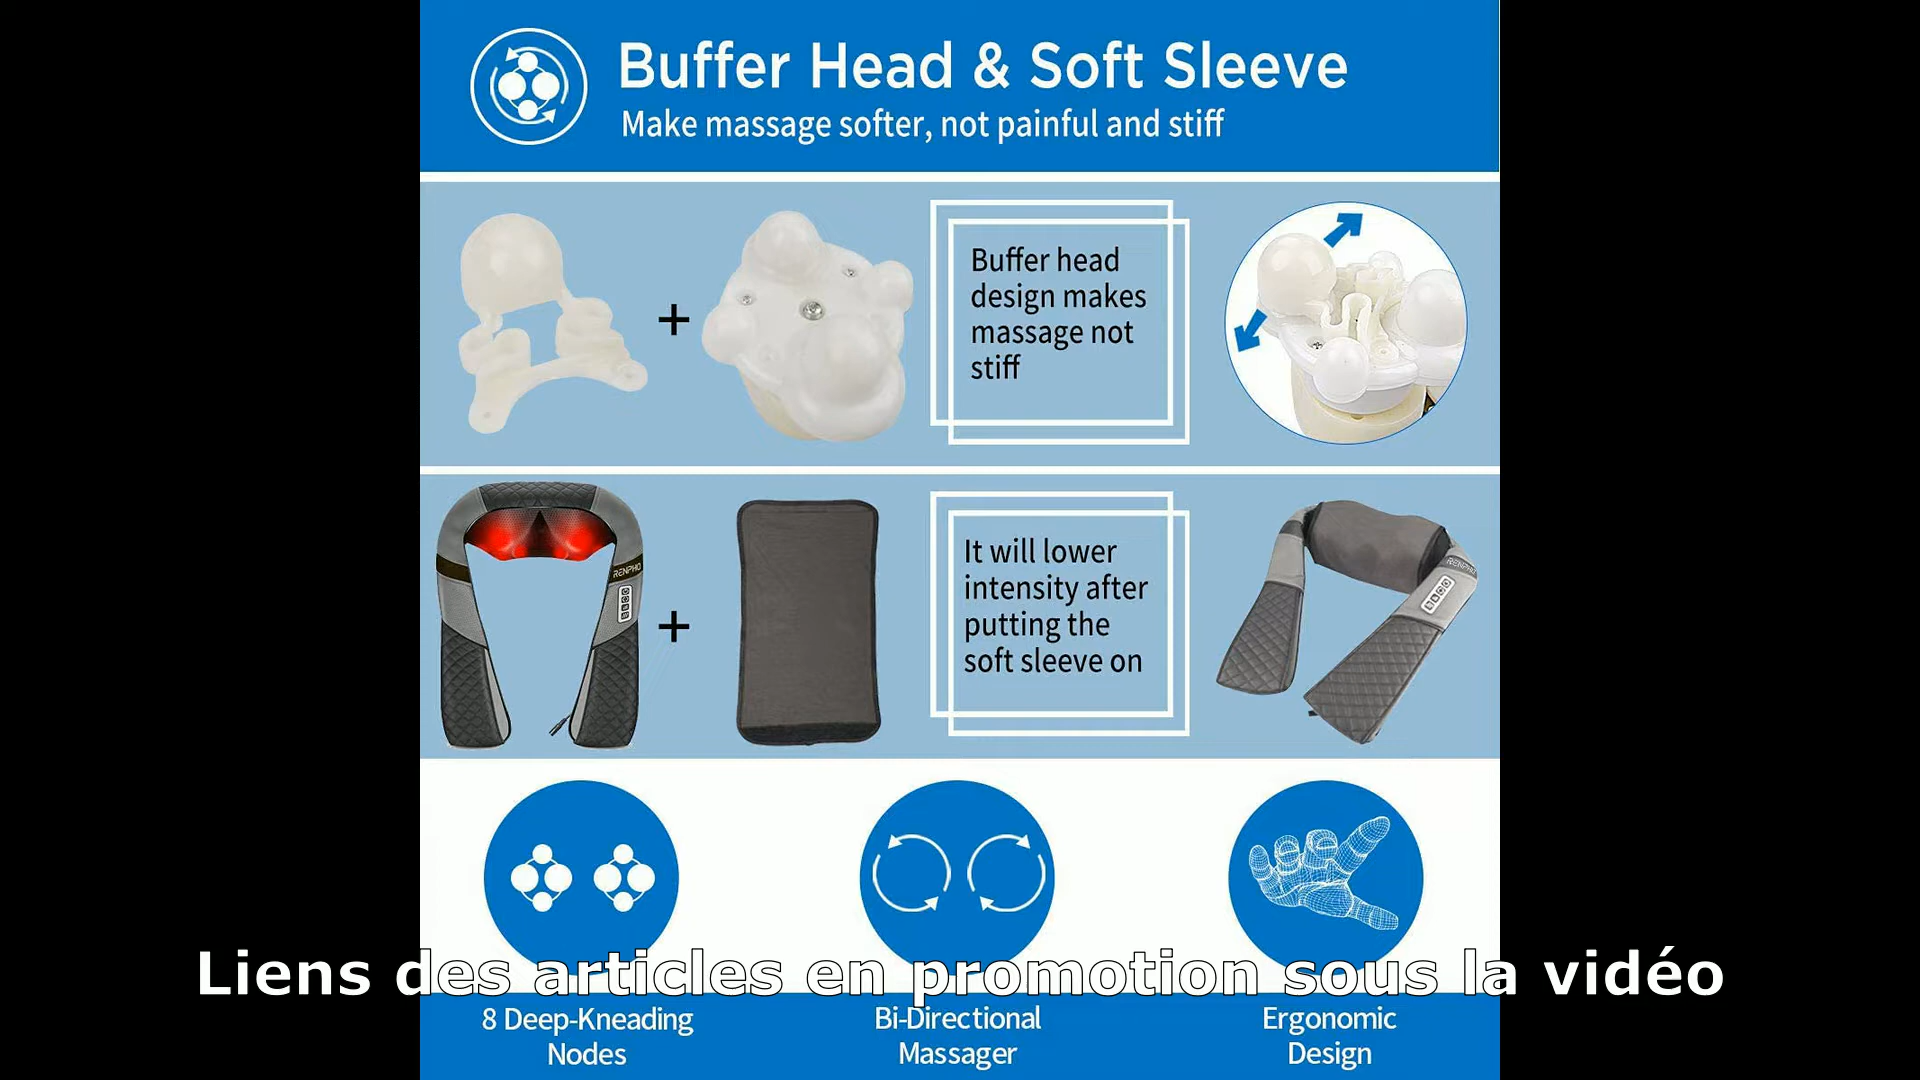 Buffer Head & Soft Sleeve
Make massage softer, not painful and stiff
+
Buffer head
design makes
massage not
stiff
RENPHO
+
It will lower
intensity after
putting the
soft sleeve on
RENPHO
Liens des articles en promotion sous la vidéo
8 Deep-Kneading
Nodes
Bi-Directional
Massager
Ergonomic
Design